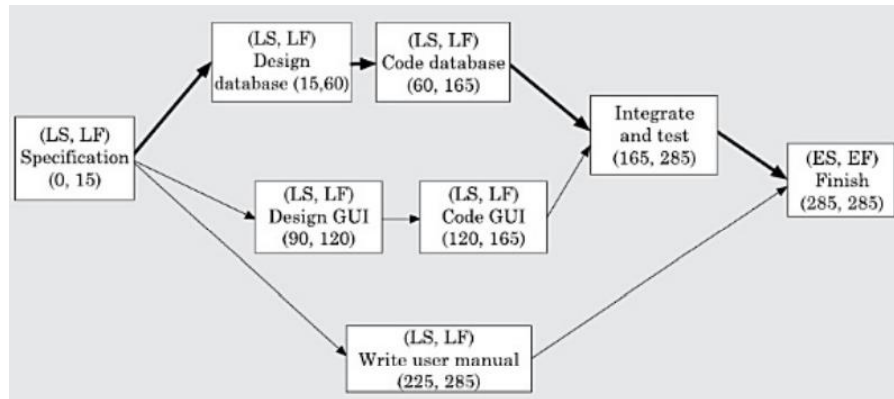 (LS, LF)
Design
database (15,60)
(LS, LF)
Code database
(60, 165)
(LS, LF)
Specification
(0, 15)
Integrate
and test
(165, 285)
(ES, EF)
Finish
(285, 285)
(LS, LF)
Design GUI
(90, 120)
(LS, LF)
Code GUI
(120, 165)
(LS, LF)
Write user manual
(225, 285)